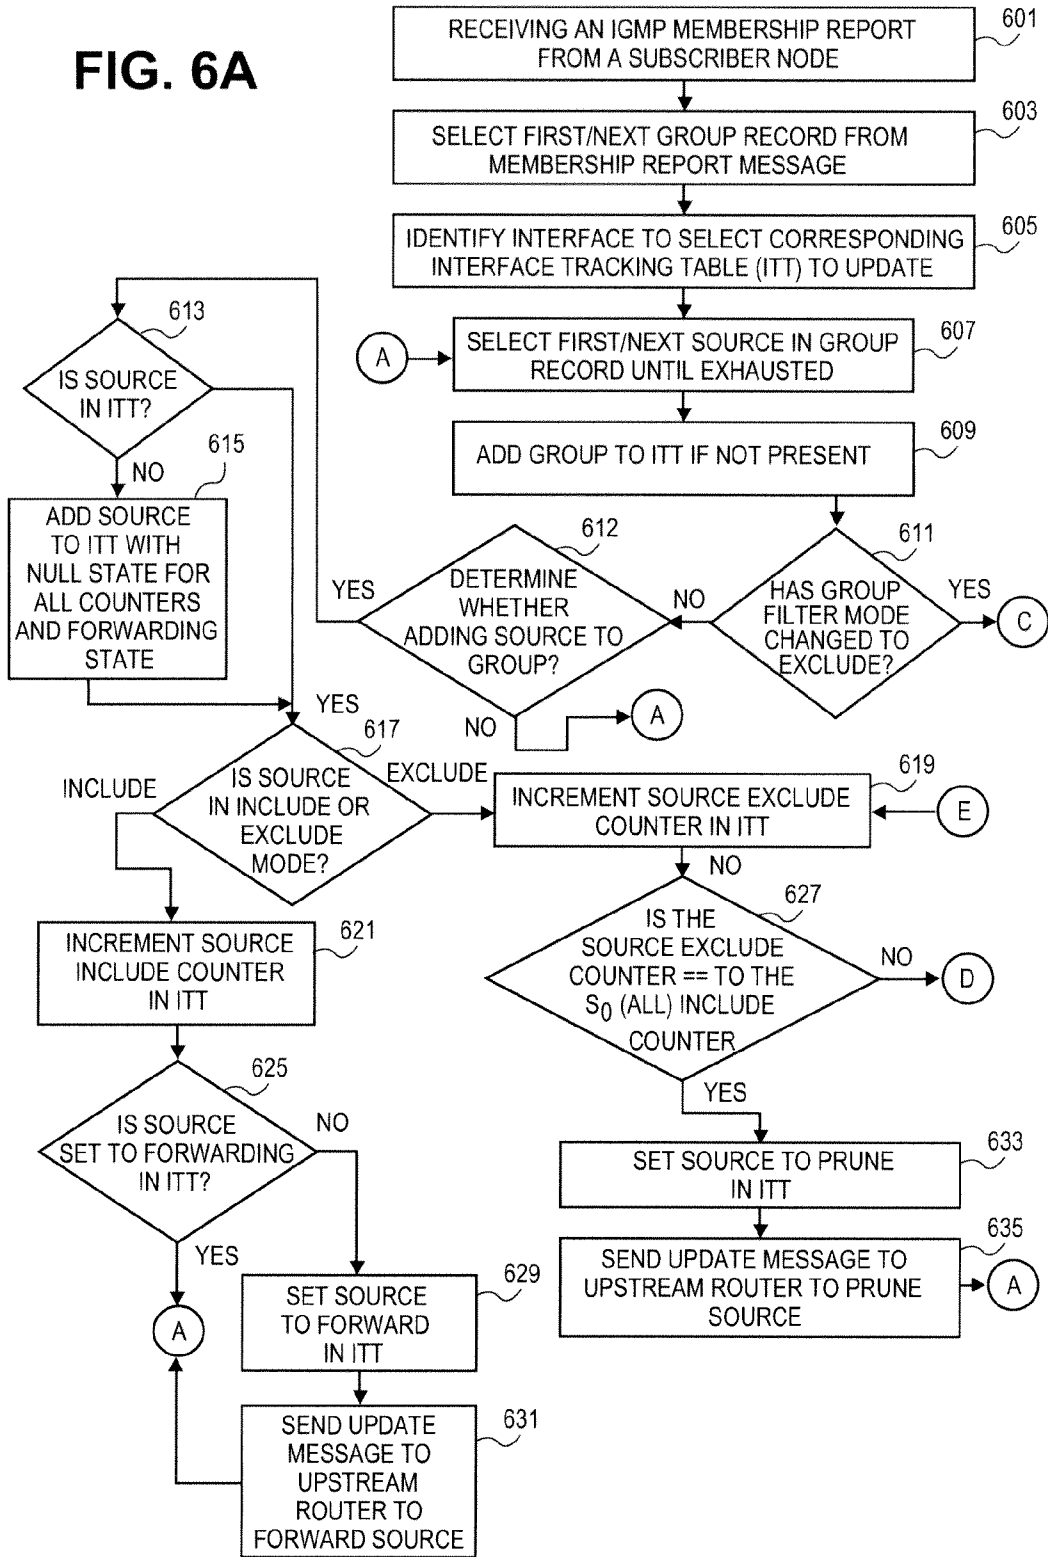 FIG. 6A
RECEIVING AN IGMP MEMBERSHIP REPORT
FROM A SUBSCRIBER NODE
601
SELECT FIRST/NEXT GROUP RECORD FROM
MEMBERSHIP REPORT MESSAGE
603
IDENTIFY INTERFACE TO SELECT CORRESPONDING
INTERFACE TRACKING TABLE (ITT) TO UPDATE
605
A
SELECT FIRST/NEXT SOURCE IN GROUP
RECORD UNTIL EXHAUSTED
607
ADD GROUP TO ITT IF NOT PRESENT
609
HAS GROUP
FILTER MODE
CHANGED TO
EXCLUDE?
611
YES
C
NO
DETERMINE
WHETHER
ADDING SOURCE TO
GROUP?
612
YES
NO
A
IS SOURCE
IN ITT?
613
NO
ADD SOURCE
TO ITT WITH
NULL STATE FOR
ALL COUNTERS
AND FORWARDING
STATE
615
YES
IS SOURCE
IN INCLUDE OR
EXCLUDE
MODE?
617
INCLUDE
EXCLUDE
INCREMENT SOURCE EXCLUDE
COUNTER IN ITT
619
E
NO
IS THE
SOURCE EXCLUDE
COUNTER == TO THE
S0 (ALL) INCLUDE
COUNTER
627
NO
D
YES
SET SOURCE TO PRUNE
IN ITT
633
SEND UPDATE MESSAGE TO
UPSTREAM ROUTER TO PRUNE
SOURCE
635
A
INCREMENT SOURCE
INCLUDE COUNTER
IN ITT
621
IS SOURCE
SET TO FORWARDING
IN ITT?
625
NO
YES
A
SET SOURCE
TO FORWARD
IN ITT
629
SEND UPDATE
MESSAGE TO
UPSTREAM
ROUTER TO
FORWARD SOURCE
631